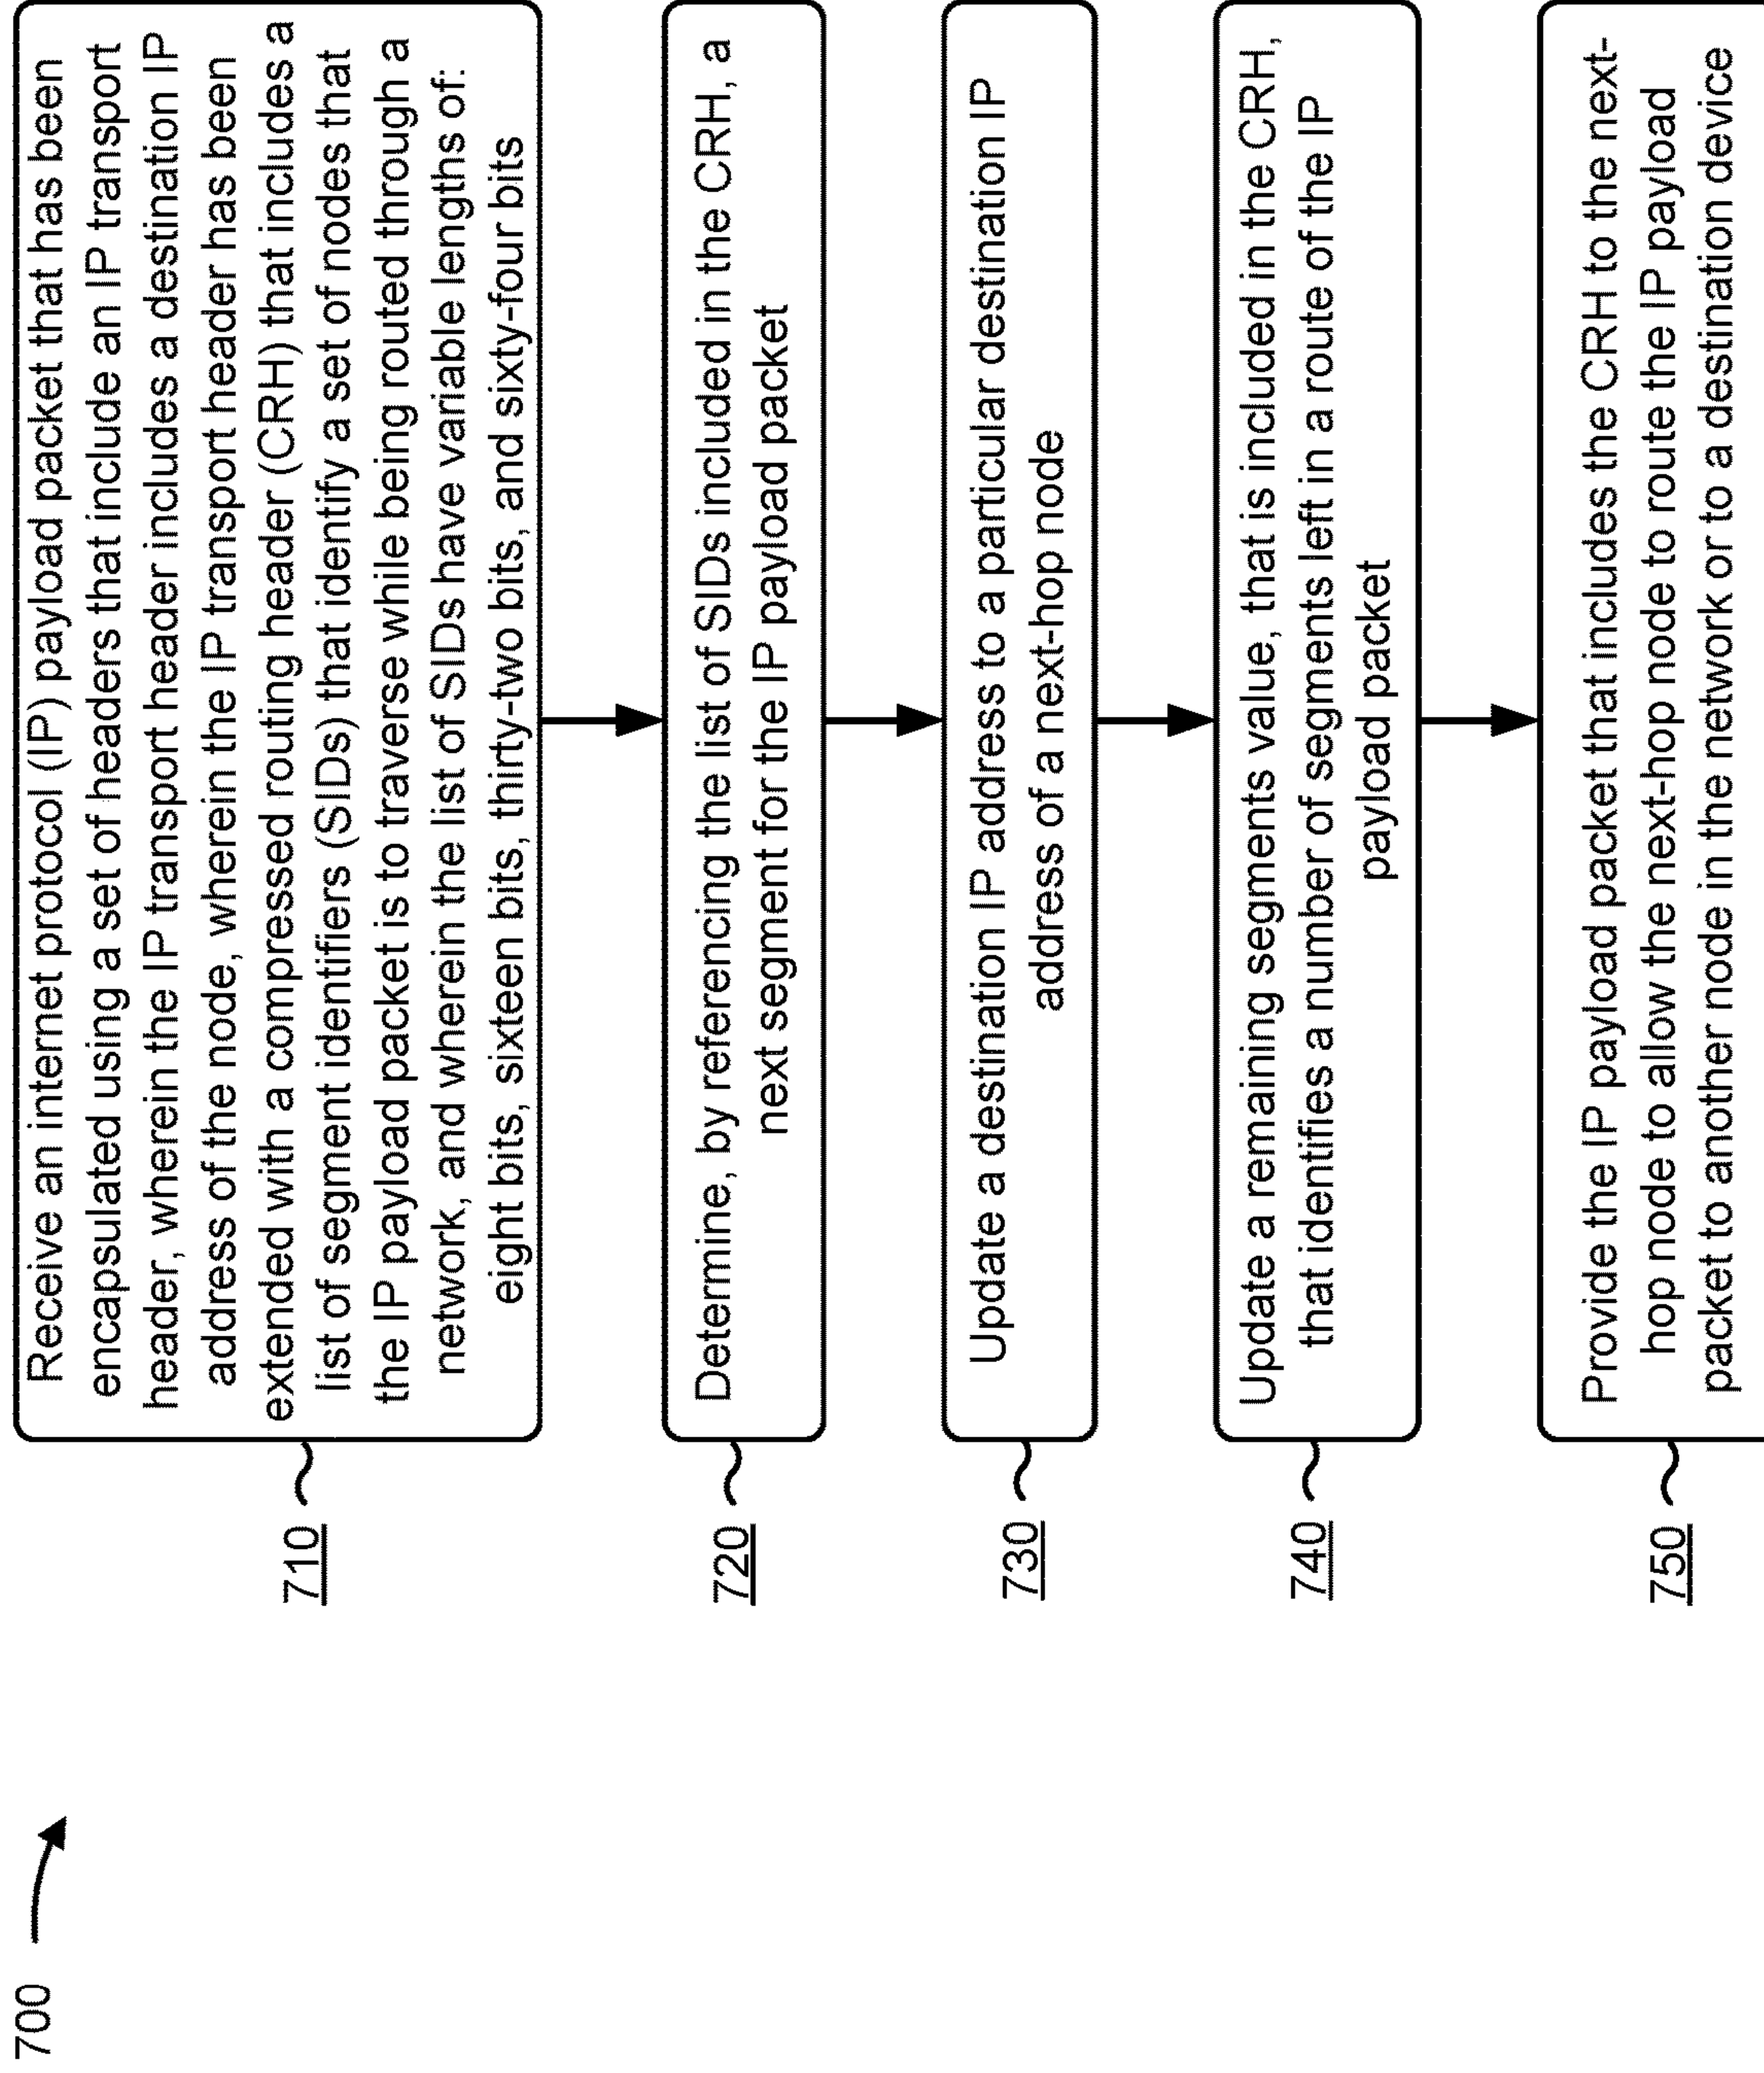 700
710
Receive an internet protocol (IP) payload packet that has been
encapsulated using a set of headers that include an IP transport
header, wherein the IP transport header includes a destination IP
address of the node, wherein the IP transport header has been
extended with a compressed routing header (CRH) that includes a
list of segment identifiers (SIDs) that identify a set of nodes that
the IP payload packet is to traverse while being routed through a
network, and wherein the list of SIDs have variable lengths of:
eight bits, sixteen bits, thirty-two bits, and sixty-four bits
720
Determine, by referencing the list of SIDs included in the CRH, a
next segment for the IP payload packet
730
Update a destination IP address to a particular destination IP
address of a next-hop node
740
Update a remaining segments value, that is included in the CRH,
that identifies a number of segments left in a route of the IP
payload packet
750
Provide the IP payload packet that includes the CRH to the next-
hop node to allow the next-hop node to route the IP payload
packet to another node in the network or to a destination device